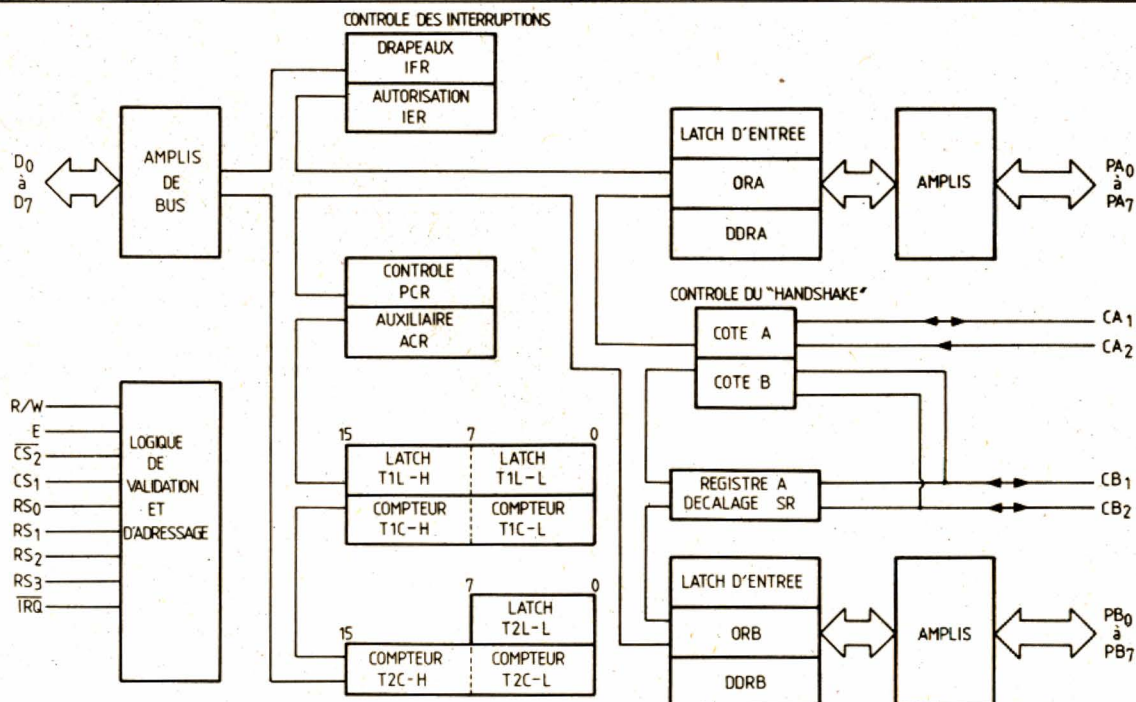 CONTROLE DES INTERRUPTIONS
DRAPEAUX
IFR
AUTORISATION
IER
D0
à
D7
AMPLIS
DE
BUS
LATCH D'ENTREE
ORA
DDRA
AMPLIS
PA0
à
PA7
CONTROLE
PCR
AUXILIAIRE
ACR
CONTROLE DU "HANDSHAKE"
COTE A
COTE B
CA1
CA2
R/W
E
CS2
CS1
RS0
RS1
RS2
RS3
IRQ
LOGIQUE
DE
VALIDATION
ET
D'ADRESSAGE
15 7 0
LATCH
T1L-H
LATCH
T1L-L
COMPTEUR
T1C-H
COMPTEUR
T1C-L
REGISTRE A
DECALAGE SR
CB1
CB2
7 0
LATCH
T2L-L
15
COMPTEUR
T2C-H
COMPTEUR
T2C-L
LATCH D'ENTREE
ORB
DDRB
AMPLIS
PB0
à
PB7